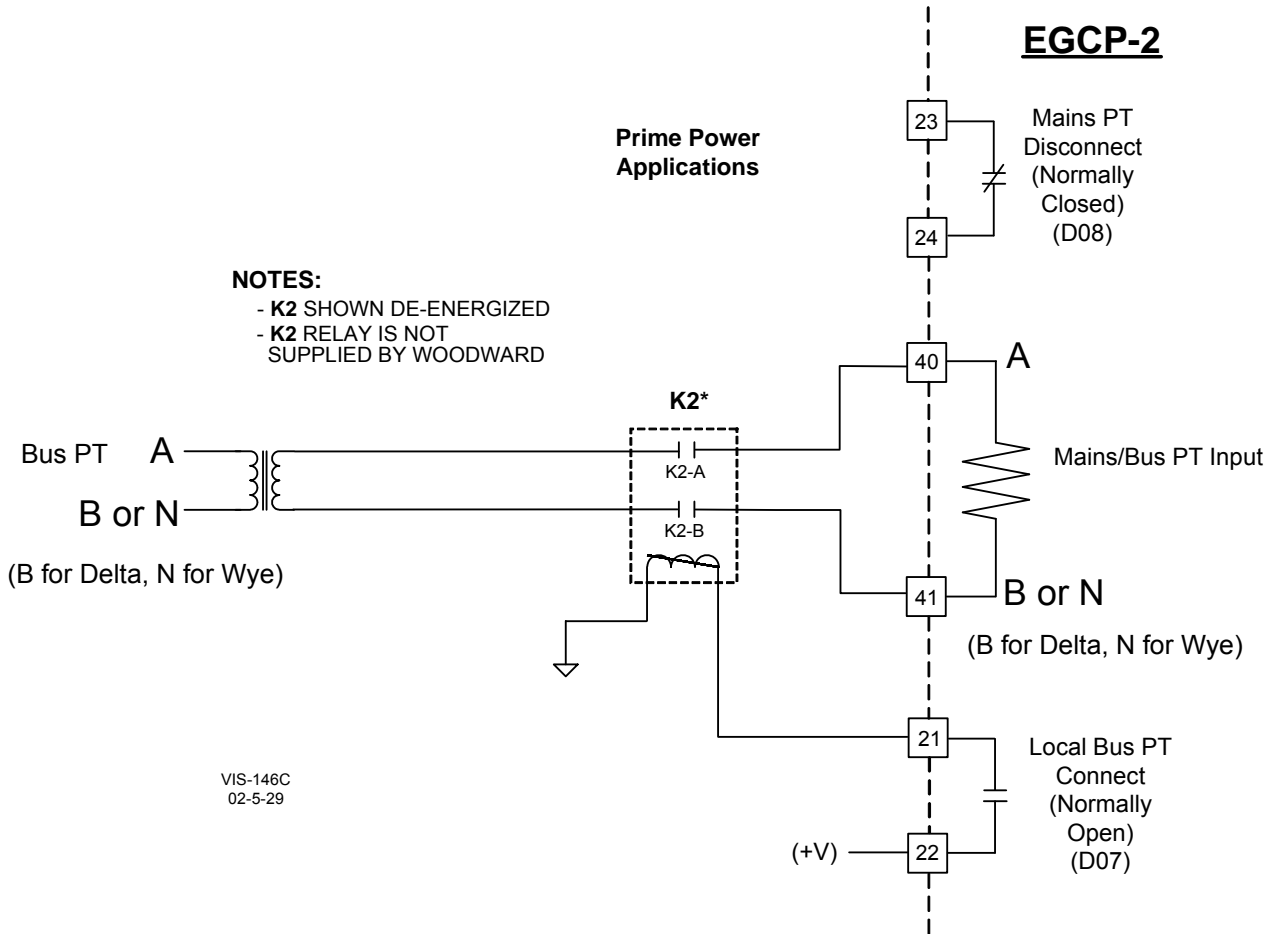 EGCP-2
Prime Power
Applications
23
24
Mains PT
Disconnect
(Normally
Closed)
(D08)
NOTES:
- K2 SHOWN DE-ENERGIZED
- K2 RELAY IS NOT
SUPPLIED BY WOODWARD
K2*
K2-A
K2-B
Bus PT
A
B or N
(B for Delta, N for Wye)
40
A
Mains/Bus PT Input
41
B or N
(B for Delta, N for Wye)
21
22
(+V)
Local Bus PT
Connect
(Normally
Open)
(D07)
VIS-146C
02-5-29